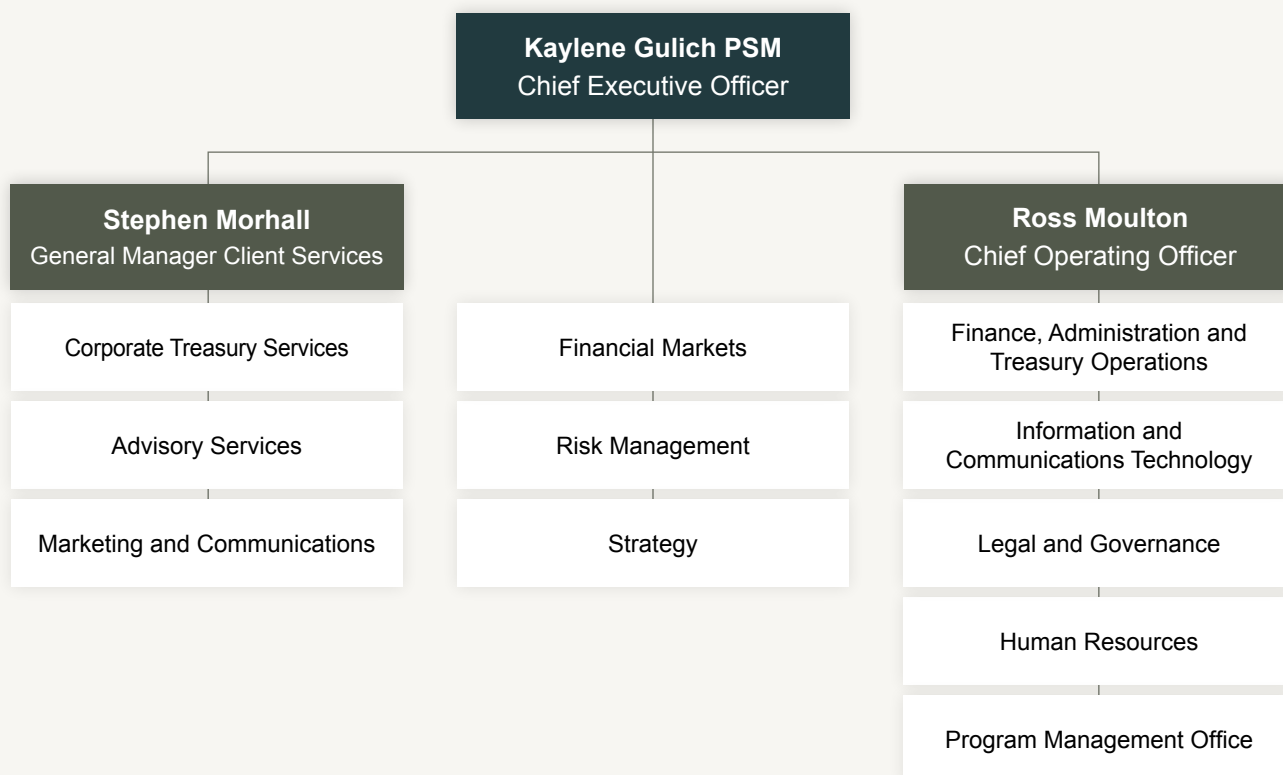 Kaylene Gulich PSM
Chief Executive Officer
Stephen Morhall
General Manager Client Services
Corporate Treasury Services
Advisory Services
Marketing and Communications
Financial Markets
Risk Management
Strategy
Ross Moulton
Chief Operating Officer
Finance, Administration and
Treasury Operations
Information and
Communications Technology
Legal and Governance
Human Resources
Program Management Office